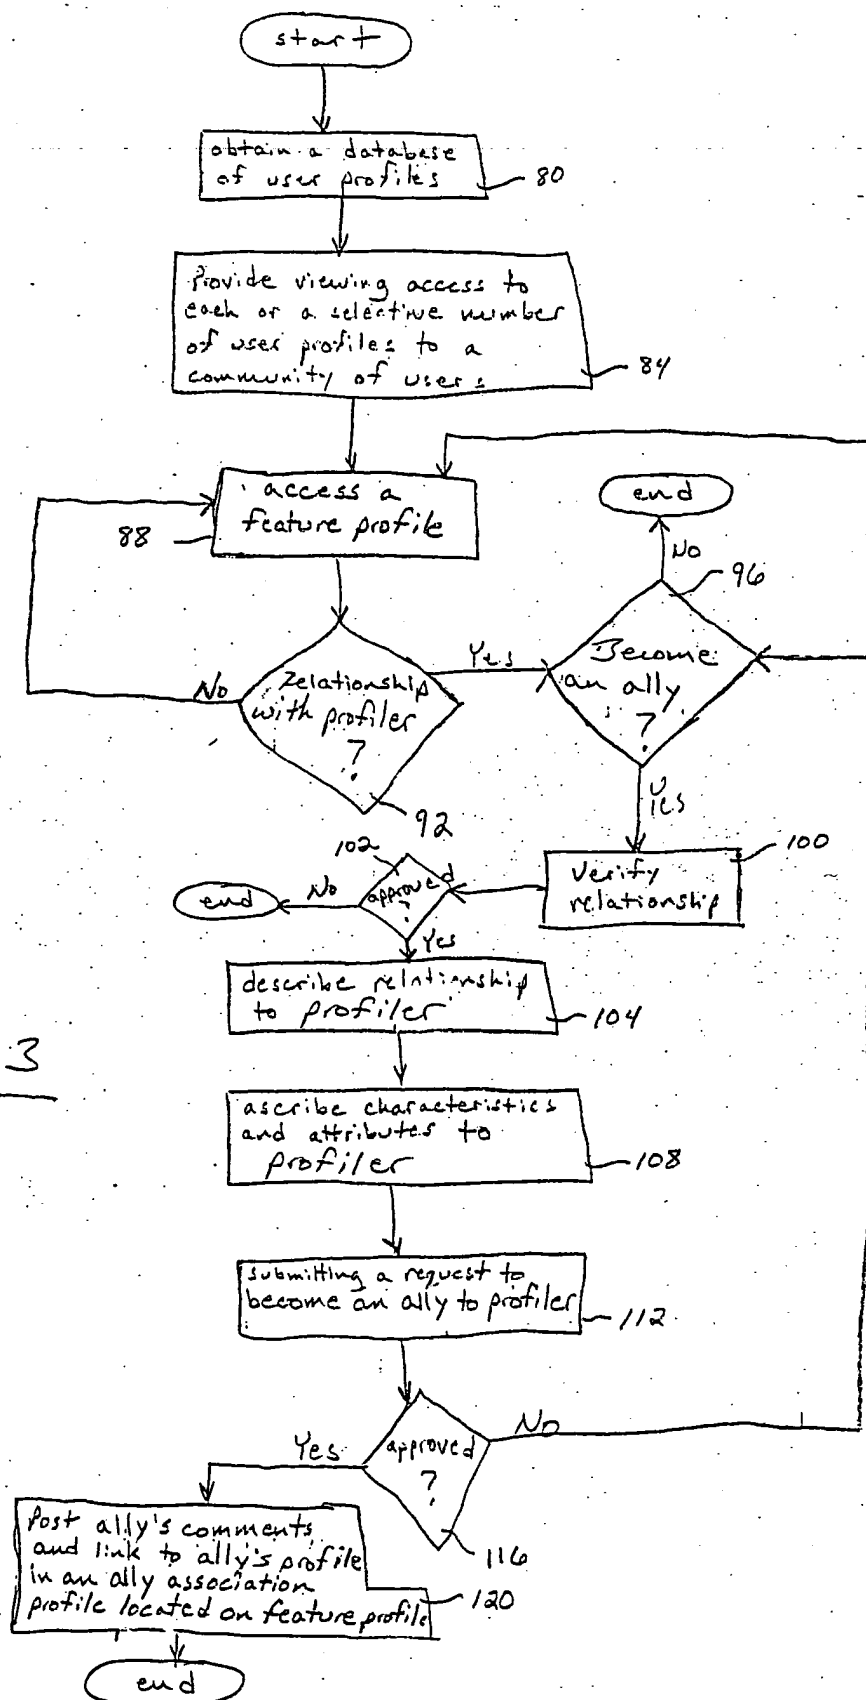 start
obtain a database
of user profiles
80
Provide viewing access to
each or a selective number
of user profiles to a
community of users
84
access a
feature profile
88
end
No
96
Become
an ally
?
Yes
No
Relationship
with profiler
?
92
Yes
100
Verify
relationship
102
approved
?
No
end
Yes
describe relationship
to profiler
104
3
ascribe characteristics
and attributes to
profiler
108
submitting a request to
become an ally to profiler
112
approved
?
Yes
No
116
Post ally's comments
and link to ally's profile
in an ally association
profile located on feature profile
120
end